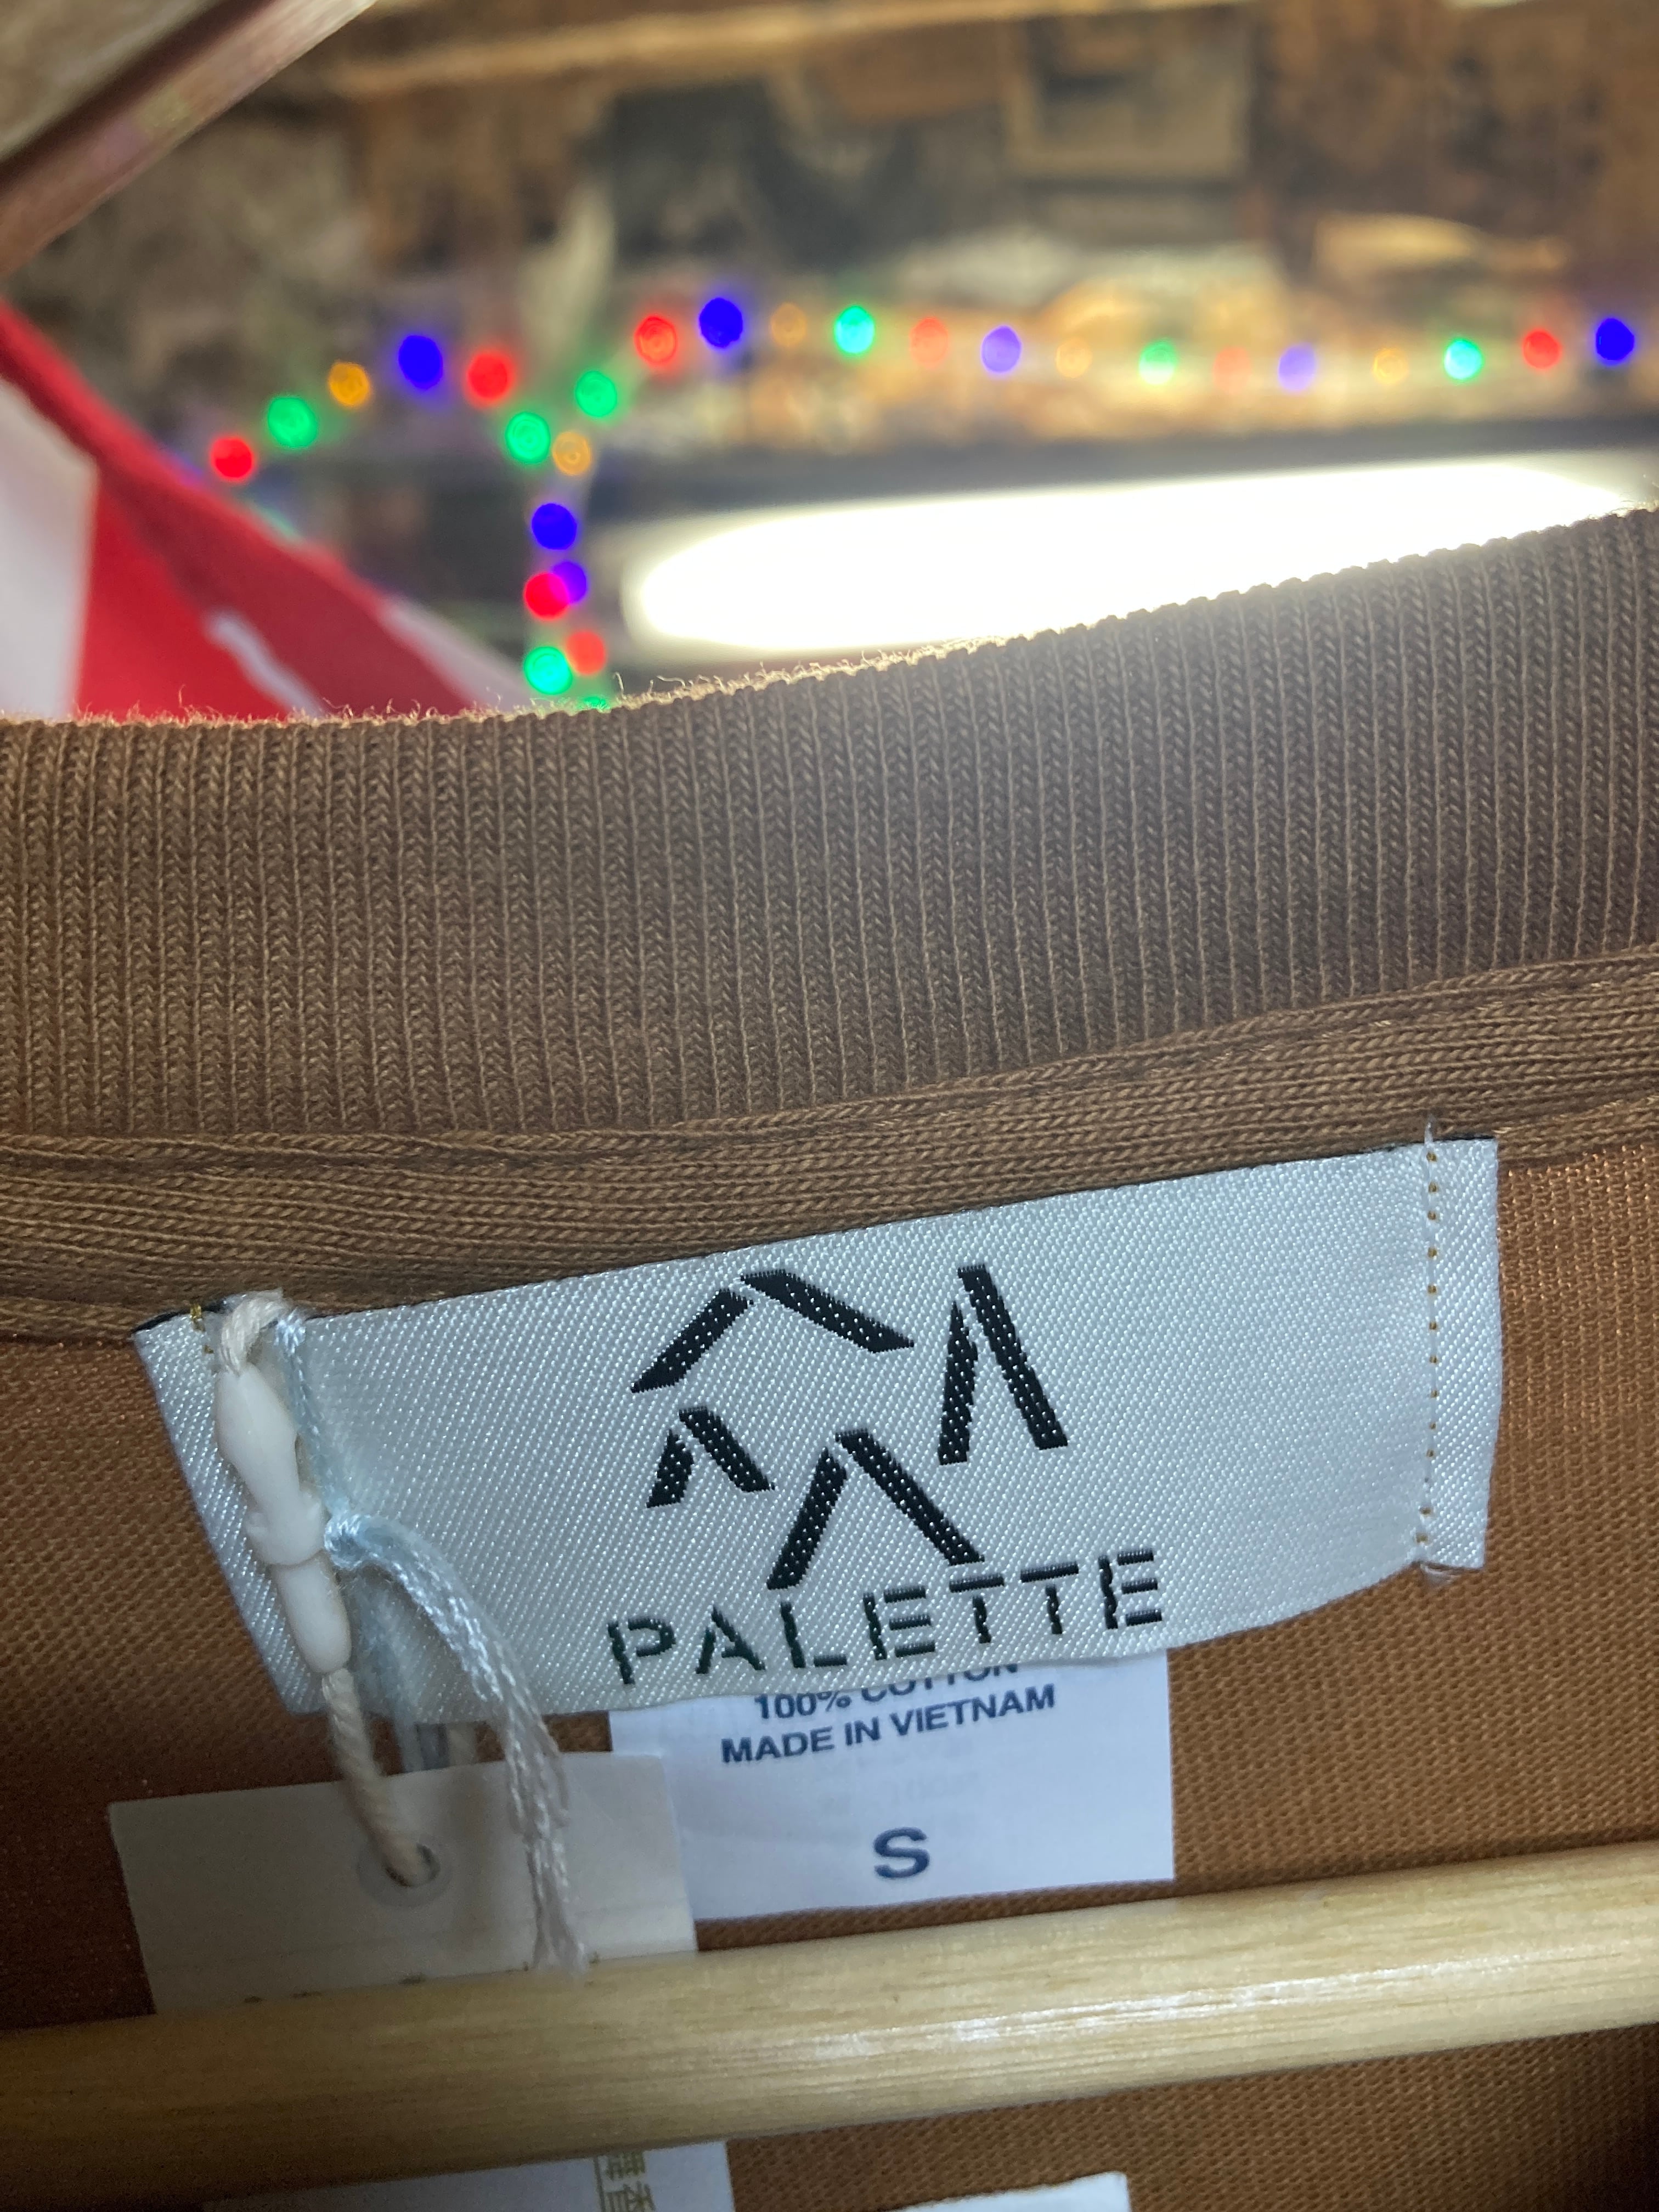 PALETTE
100% COTTON
MADE IN VIETNAM
S